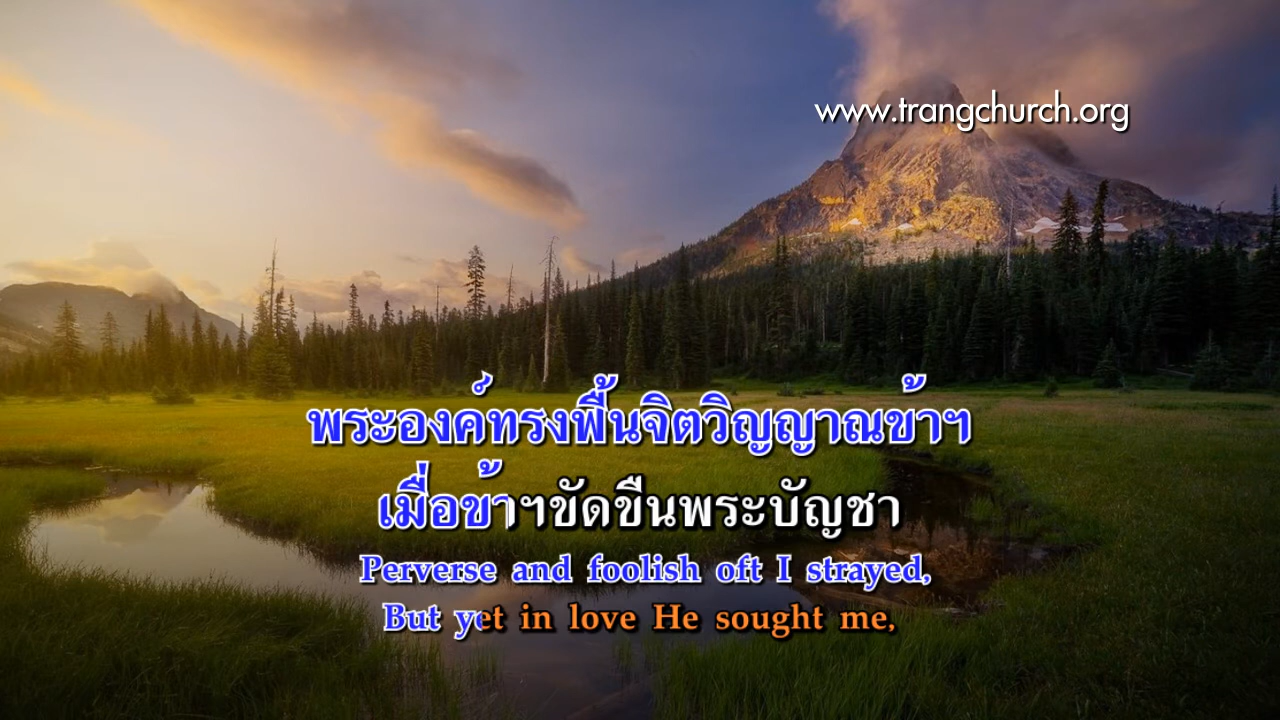 www.trangchurch.org
พระองค์ทรงฟื้นจิตวิญญาณข้าฯ
เมื่อข้าฯขัดขืนพระบัญชา
Perverse and foolish oft I strayed,
But yet in love He sought me,